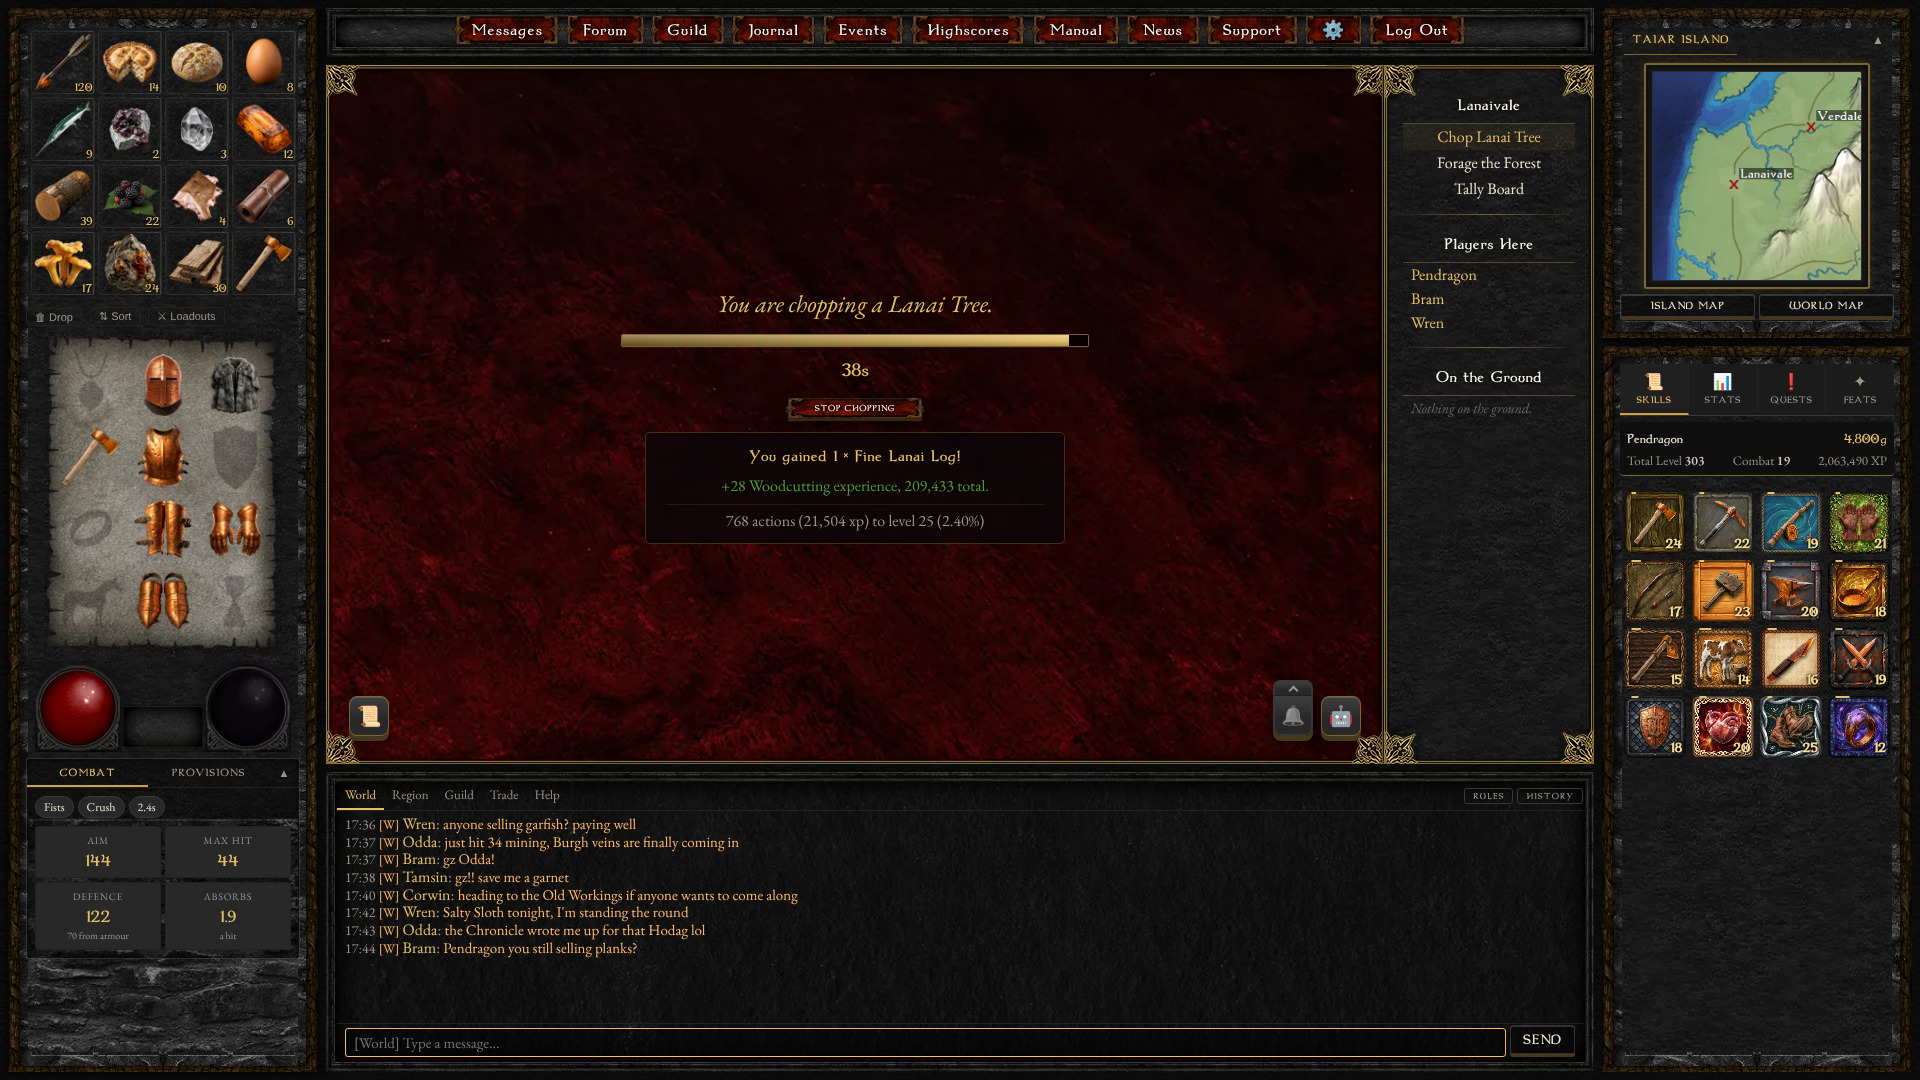 120
14
10
8
9
2
3
12
39
22
4
6
17
24
30
Drop
Sort
Loadouts
COMBAT
PROVISIONS
Fists
Crush
2.4s
AIM
144
MAX HIT
44
DEFENCE
122
70 from armour
ABSORBS
1.9
a hit
Messages
Forum
Guild
Journal
Events
Highscores
Manual
News
Support
Log Out
You are chopping a Lanai Tree.
38s
STOP CHOPPING
You gained 1 × Fine Lanai Log!
+28 Woodcutting experience, 209,433 total.
768 actions (21,504 xp) to level 25 (2.40%)
Lanaivale
Chop Lanai Tree
Forage the Forest
Tally Board
Players Here
Pendragon
Bram
Wren
On the Ground
Nothing on the ground.
World
Region
Guild
Trade
Help
RULES
HISTORY
17:36 [W] Wren: anyone selling garfish? paying well
17:37 [W] Odda: just hit 34 mining, Burgh veins are finally coming in
17:37 [W] Bram: gz Odda!
17:38 [W] Tamsin: gz!! save me a garnet
17:40 [W] Corwin: heading to the Old Workings if anyone wants to come along
17:42 [W] Wren: Salty Sloth tonight, I'm standing the round
17:43 [W] Odda: the Chronicle wrote me up for that Hodag lol
17:44 [W] Bram: Pendragon you still selling planks?
[World] Type a message...
SEND
TAIAR ISLAND
Verdale
Lanaivale
ISLAND MAP
WORLD MAP
SKILLS
STATS
QUESTS
FEATS
Pendragon
4,800g
Total Level 303
Combat 19
2,063,490 XP
24
22
19
21
17
23
20
18
15
14
16
19
18
20
25
12